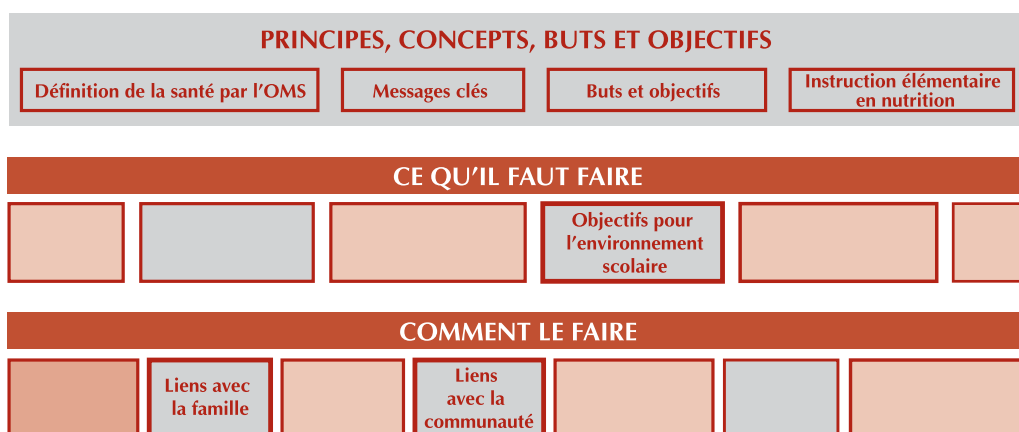 PRINCIPES, CONCEPTS, BUTS ET OBJECTIFS
Définition de la santé par l'OMS
Messages clés
Buts et objectifs
Instruction élémentaire
en nutrition
CE QU'IL FAUT FAIRE
Objectifs pour
l'environnement
scolaire
COMMENT LE FAIRE
Liens avec
la famille
Liens
avec la
communauté